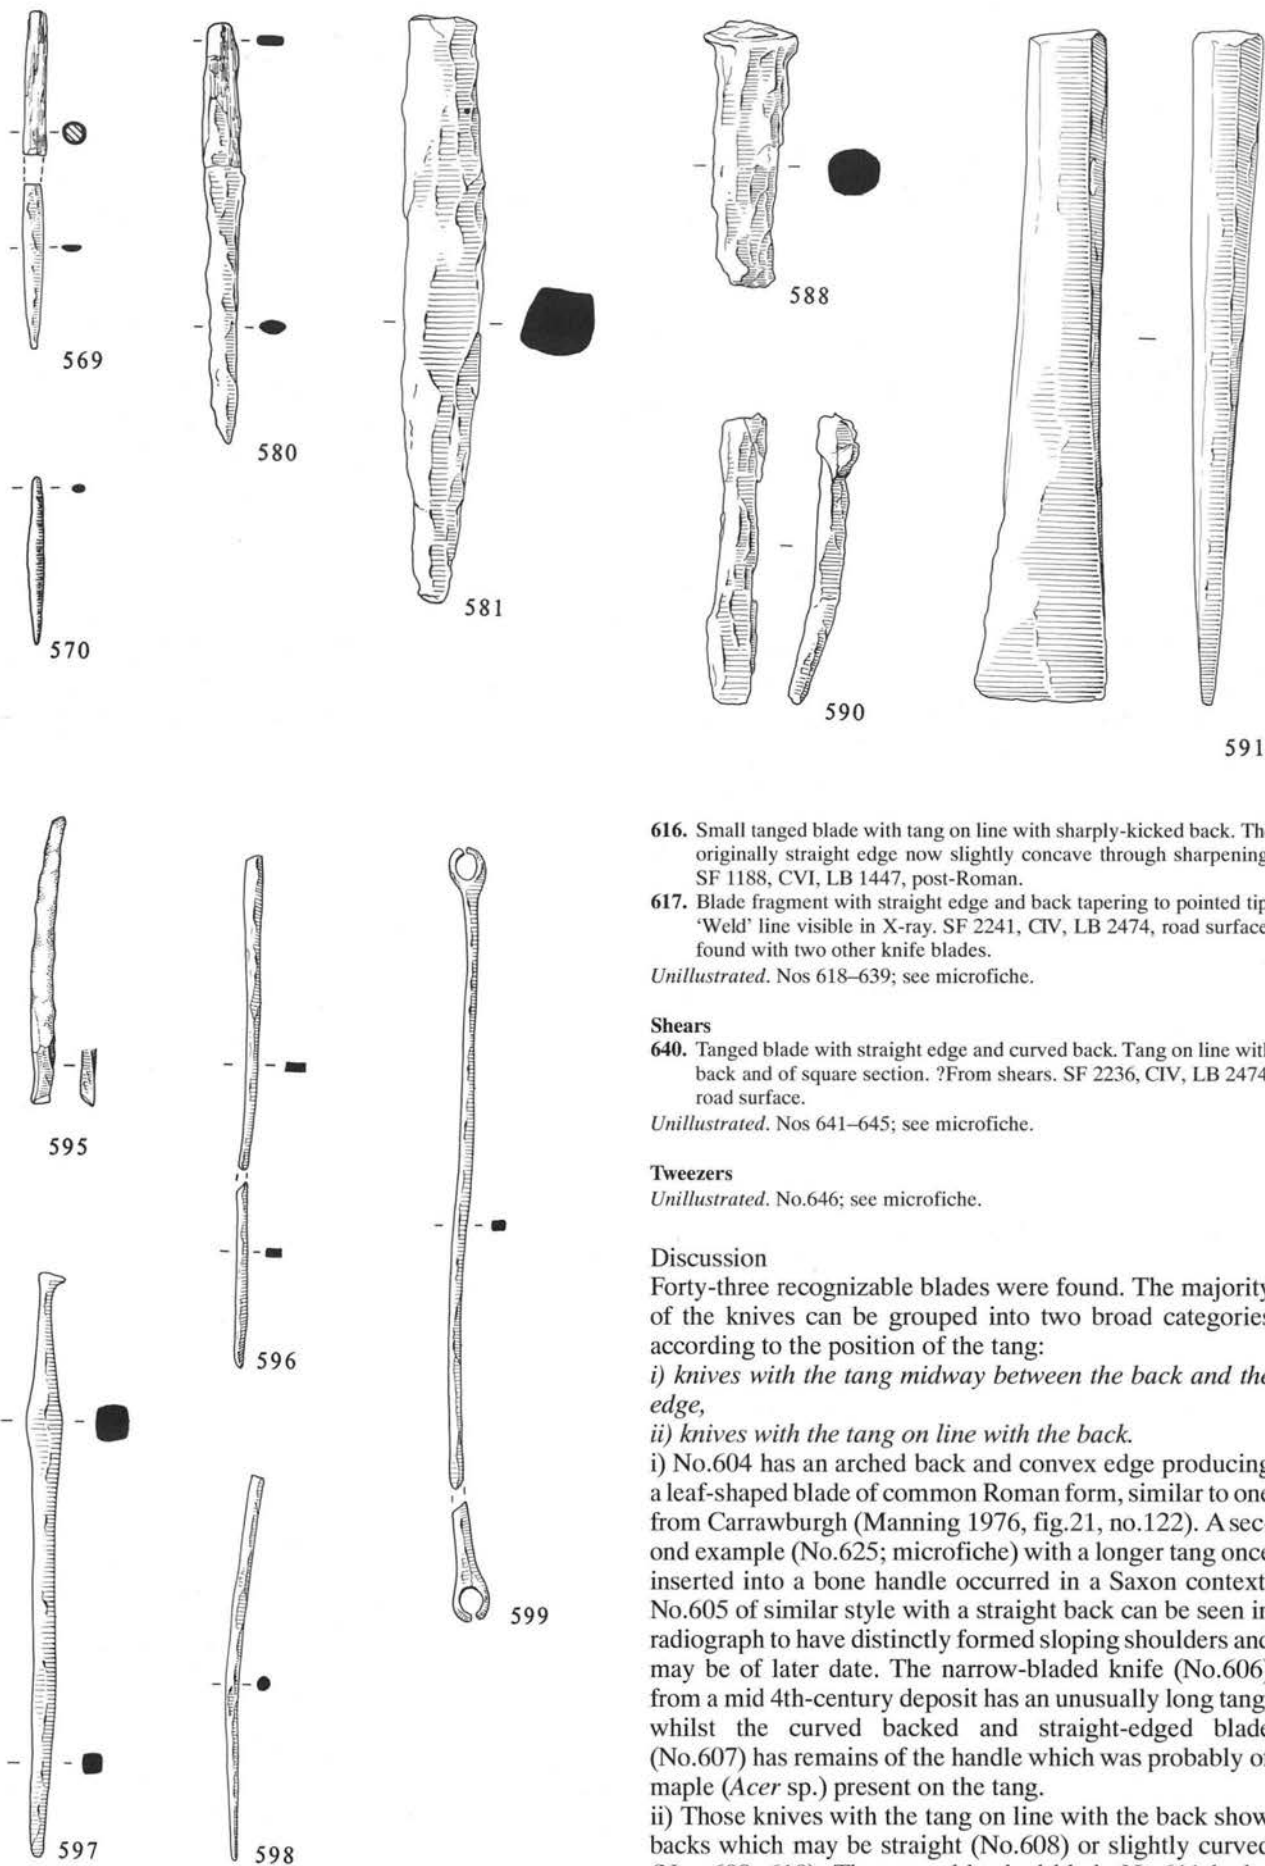 569
580
581
588
570
590
591
595
596
597
598
599
616. Small tanged blade with tang on line with sharply-kicked back. Th
originally straight edge now slightly concave through sharpening
SF 1188, CVI, LB 1447, post-Roman.
617. Blade fragment with straight edge and back tapering to pointed tip
‘Weld’ line visible in X-ray. SF 2241, CIV, LB 2474, road surface
found with two other knife blades.
Unillustrated. Nos 618–639; see microfiche.
Shears
640. Tanged blade with straight edge and curved back. Tang on line with
back and of square section. ?From shears. SF 2236, CIV, LB 2474
road surface.
Unillustrated. Nos 641–645; see microfiche.
Tweezers
Unillustrated. No.646; see microfiche.
Discussion
Forty-three recognizable blades were found. The majority
of the knives can be grouped into two broad categories
according to the position of the tang:
i) knives with the tang midway between the back and the
edge,
ii) knives with the tang on line with the back.
i) No.604 has an arched back and convex edge producing
a leaf-shaped blade of common Roman form, similar to one
from Carrawburgh (Manning 1976, fig.21, no.122). A sec-
ond example (No.625; microfiche) with a longer tang once
inserted into a bone handle occurred in a Saxon context
No.605 of similar style with a straight back can be seen in
radiograph to have distinctly formed sloping shoulders and
may be of later date. The narrow-bladed knife (No.606)
from a mid 4th-century deposit has an unusually long tang
whilst the curved backed and straight-edged blade
(No.607) has remains of the handle which was probably of
maple (Acer sp.) present on the tang.
ii) Those knives with the tang on line with the back show
backs which may be straight (No.608) or slightly curved